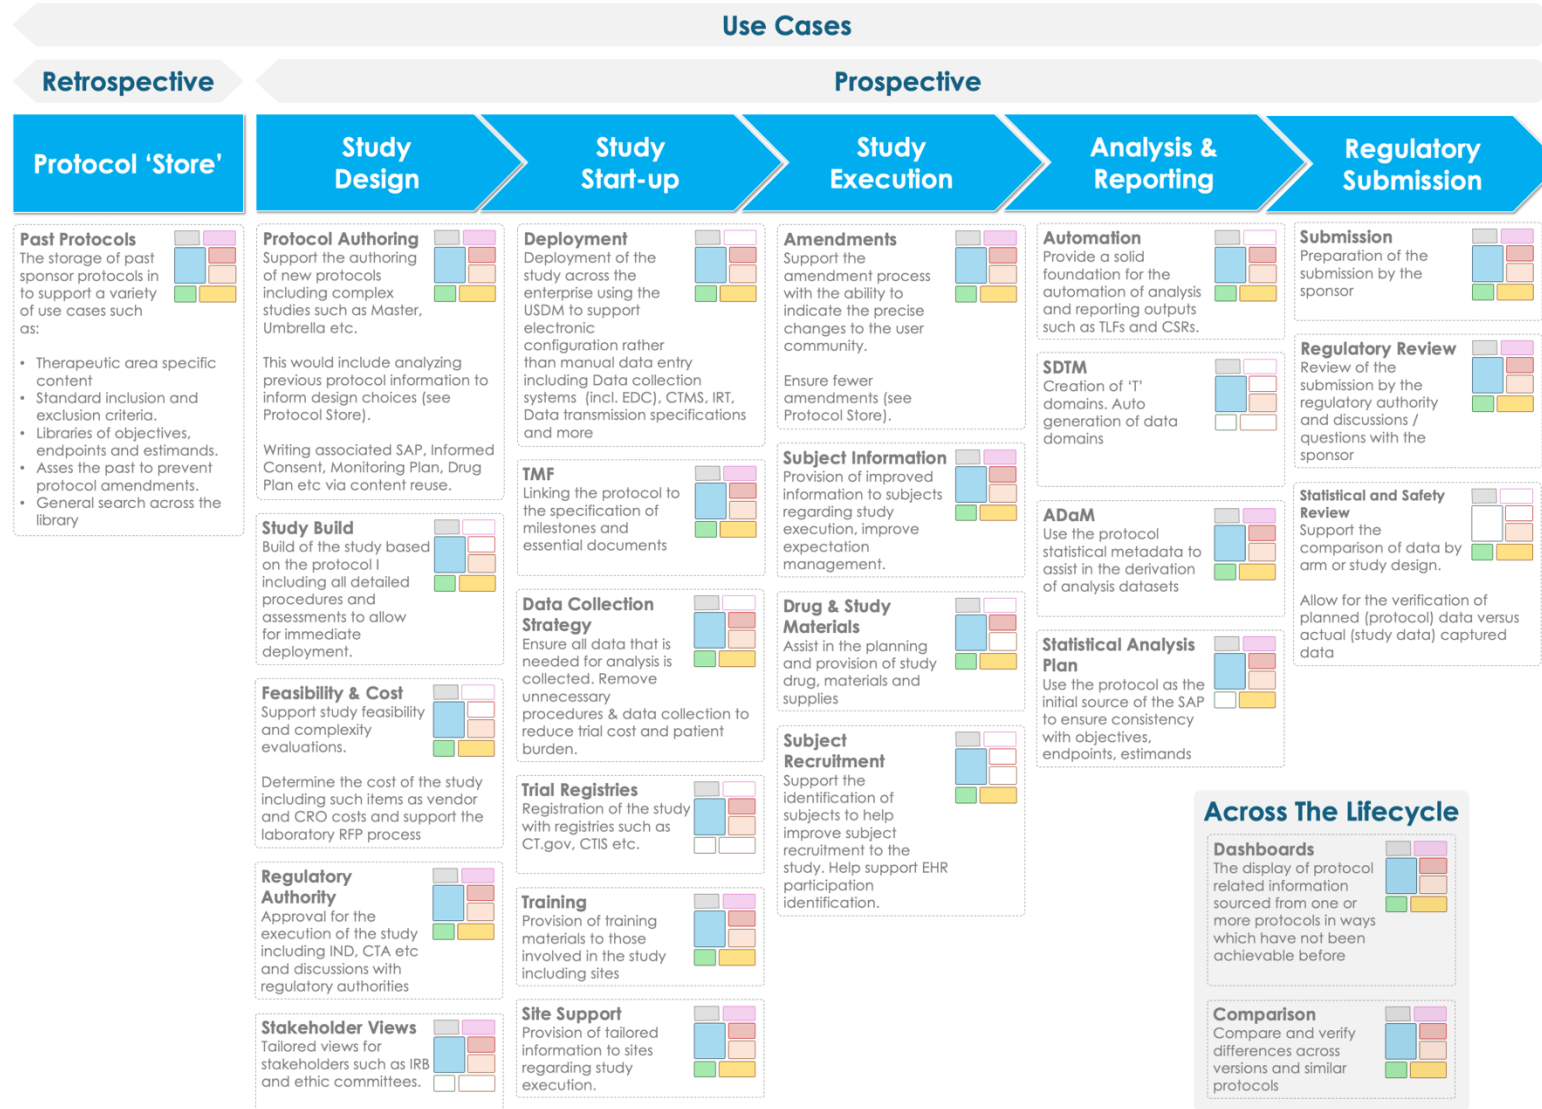 Use Cases
Retrospective
Prospective
Protocol ‘Store’
Study
Design
Study
Start-up
Study
Execution
Analysis &
Reporting
Regulatory
Submission
Past Protocols
The storage of past
sponsor protocols in
to support a variety
of use cases such
as:
• Therapeutic area specific
content
• Standard inclusion and
exclusion criteria.
• Libraries of objectives,
endpoints and estimands.
• Asses the past to prevent
protocol amendments.
• General search across the
library
Protocol Authoring
Support the authoring
of new protocols
including complex
studies such as Master,
Umbrella etc.
This would include analyzing
previous protocol information to
inform design choices (see
Protocol Store).
Writing associated SAP, Informed
Consent, Monitoring Plan, Drug
Plan etc via content reuse.
Study Build
Build of the study based
on the protocol I
including all detailed
procedures and
assessments to allow
for immediate
deployment.
Feasibility & Cost
Support study feasibility
and complexity
evaluations.
Determine the cost of the study
including such items as vendor
and CRO costs and support the
laboratory RFP process
Regulatory
Authority
Approval for the
execution of the study
including IND, CTA etc
and discussions with
regulatory authorities
Stakeholder Views
Tailored views for
stakeholders such as IRB
and ethic committees.
Deployment
Deployment of the
study across the
enterprise using the
USDM to support
electronic
configuration rather
than manual data entry
including Data collection
systems (incl. EDC), CTMS, IRT,
Data transmission specifications
and more
TMF
Linking the protocol to
the specification of
milestones and
essential documents
Data Collection
Strategy
Ensure all data that is
needed for analysis is
collected. Remove
unnecessary
procedures & data collection to
reduce trial cost and patient
burden.
Trial Registries
Registration of the study
with registries such as
CT.gov, CTIS etc.
Training
Provision of training
materials to those
involved in the study
including sites
Site Support
Provision of tailored
information to sites
regarding study
execution.
Amendments
Support the
amendment process
with the ability to
indicate the precise
changes to the user
community.
Ensure fewer
amendments (see
Protocol Store).
Subject Information
Provision of improved
information to subjects
regarding study
execution, improve
expectation
management.
Drug & Study
Materials
Assist in the planning
and provision of study
drug, materials and
supplies
Subject
Recruitment
Support the
identification of
subjects to help
improve subject
recruitment to the
study. Help support EHR
participation
identification.
Automation
Provide a solid
foundation for the
automation of analysis
and reporting outputs
such as TLFs and CSRs.
SDTM
Creation of ‘T’
domains. Auto
generation of data
domains
ADaM
Use the protocol
statistical metadata to
assist in the derivation
of analysis datasets
Statistical Analysis
Plan
Use the protocol as the
initial source of the SAP
to ensure consistency
with objectives,
endpoints, estimands
Submission
Preparation of the
submission by the
sponsor
Regulatory Review
Review of the
submission by the
regulatory authority
and discussions /
questions with the
sponsor
Statistical and Safety
Review
Support the
comparison of data by
arm or study design.
Allow for the verification of
planned (protocol) data versus
actual (study data) captured
data
Across The Lifecycle
Dashboards
The display of protocol
related information
sourced from one or
more protocols in ways
which have not been
achievable before
Comparison
Compare and verify
differences across
versions and similar
protocols